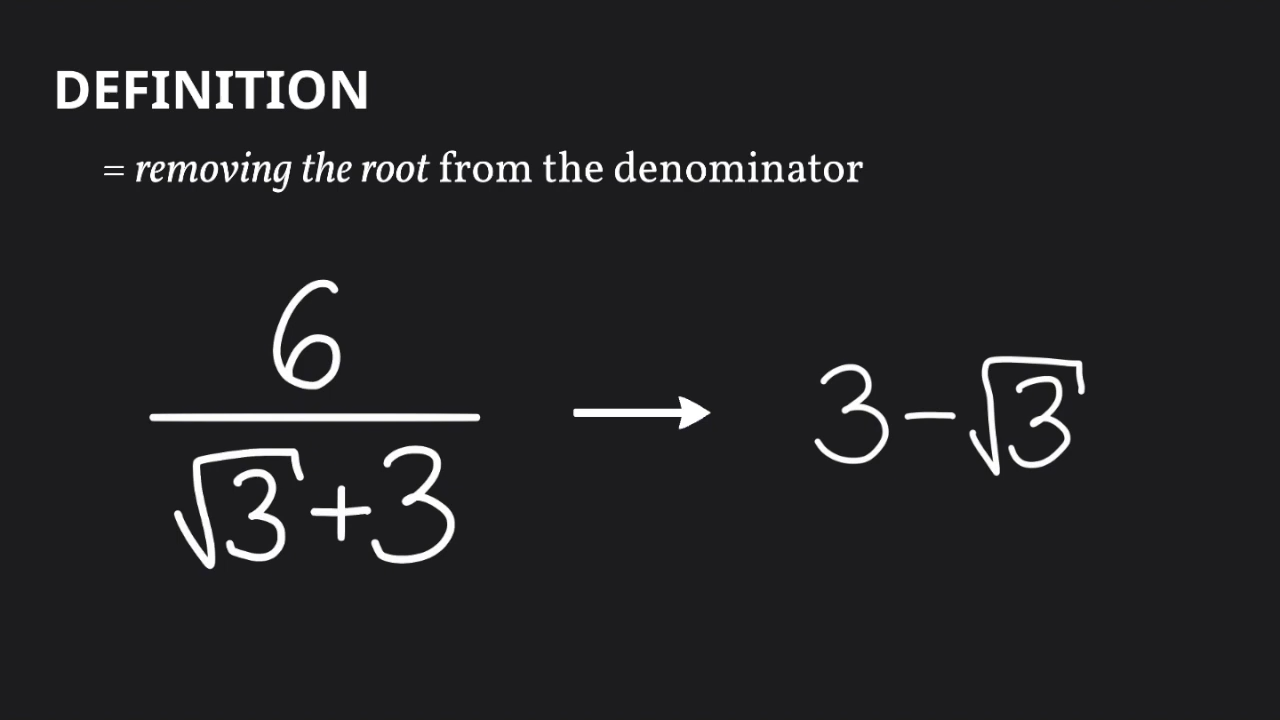 DEFINITION
= removing the root from the denominator
6
√3+3
→
3-√3